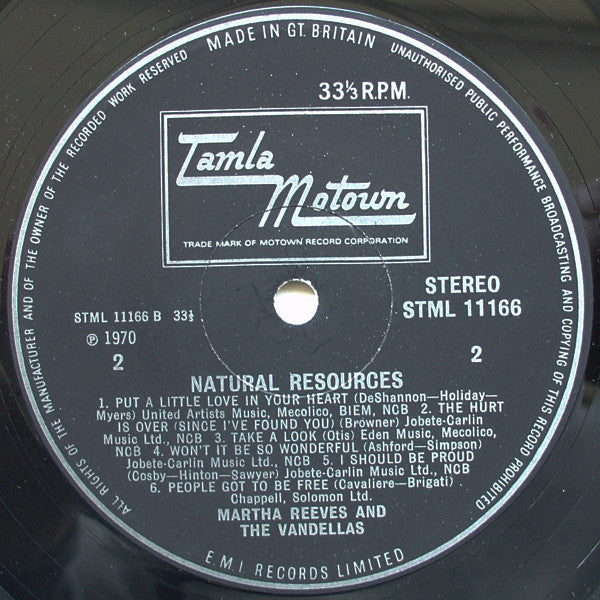 MADE IN GT. BRITAIN
UNAUTHORISED PUBLIC PERFORMANCE BROADCASTING AND COPYING OF THIS RECORD PROHIBITED
ALL RIGHTS OF THE MANUFACTURER AND OF THE OWNER OF THE RECORDED WORK RESERVED
33⅓ R.P.M.
Tamla
Motown
TRADE MARK OF MOTOWN RECORD CORPORATION
STEREO
STML 11166
STML 11166 B 33⅓
℗ 1970
2
2
NATURAL RESOURCES
1. PUT A LITTLE LOVE IN YOUR HEART (DeShannon—Holiday—
Myers) United Artists Music, Mecolico, BIEM, NCB 2. THE HURT
IS OVER (SINCE I'VE FOUND YOU) (Browner) Jobete-Carlin
Music Ltd., NCB 3. TAKE A LOOK (Otis) Eden Music, Mecolico,
NCB 4. WON'T IT BE SO WONDERFUL (Ashford—Simpson)
Jobete-Carlin Music Ltd., NCB 5. I SHOULD BE PROUD
(Cosby—Hinton—Sawyer) Jobete-Carlin Music Ltd., NCB
6. PEOPLE GOT TO BE FREE (Cavaliere—Brigati)
Chappell, Solomon Ltd.
MARTHA REEVES AND
THE VANDELLAS
E.M.I. RECORDS LIMITED